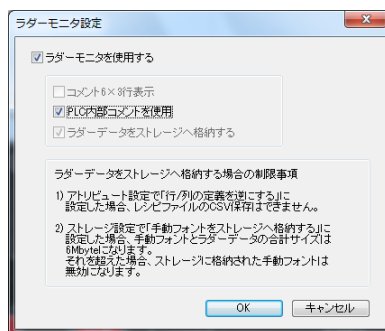 ラダーモニタ設定
ラダーモニタを使用する
コメント6×3行表示
PLC内部コメントを使用
ラダーデータをストレージへ格納する
ラダーデータをストレージへ格納する場合の制限事項
1) アトリビュート設定で「行/列の定義を逆にする」に
設定した場合、レシピファイルのCSV保存はできません。
2) ストレージ設定で「手動フォントをストレージへ格納する」に
設定した場合、手動フォントとラダーデータの合計サイズは
6Mbyteになります。
それを超えた場合、ストレージに格納された手動フォントは
無効になります。
OK
キャンセル